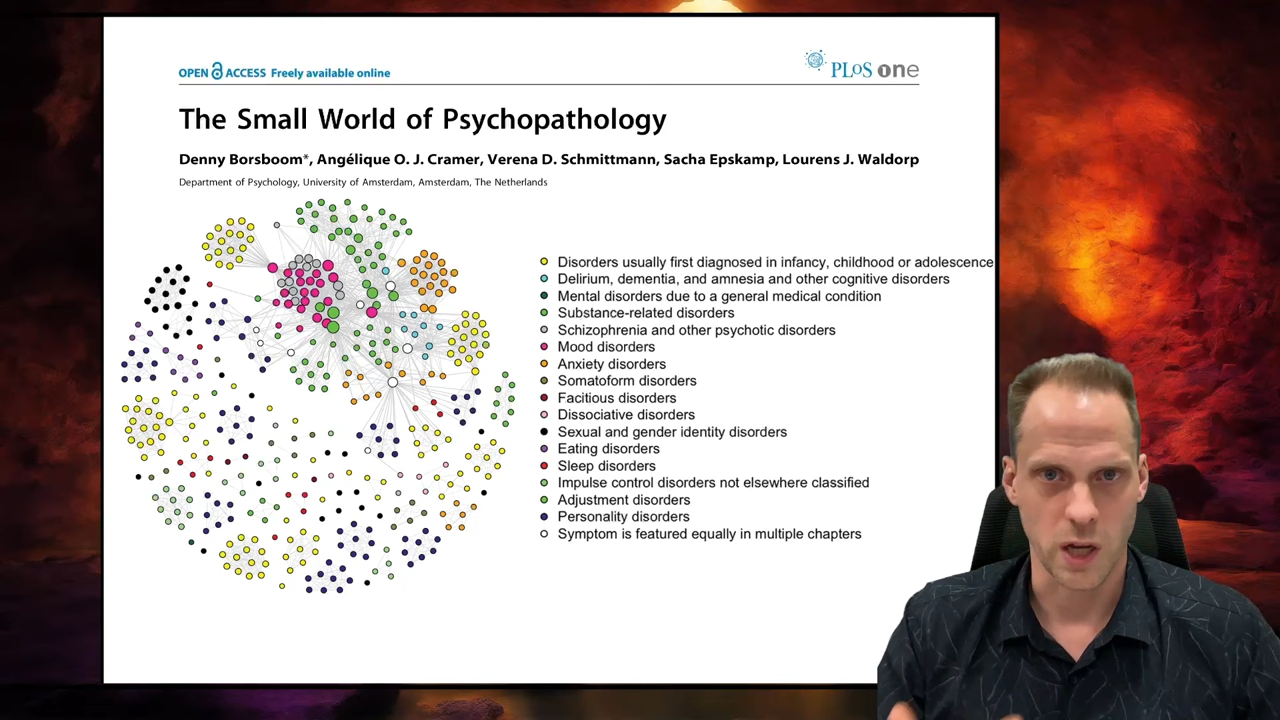 OPEN ACCESS Freely available online
PLoS one
The Small World of Psychopathology
Denny Borsboom*, Angélique O. J. Cramer, Verena D. Schmittmann, Sacha Epskamp, Lourens J. Waldorp
Department of Psychology, University of Amsterdam, Amsterdam, The Netherlands
Disorders usually first diagnosed in infancy, childhood or adolescence
Delirium, dementia, and amnesia and other cognitive disorders
Mental disorders due to a general medical condition
Substance-related disorders
Schizophrenia and other psychotic disorders
Mood disorders
Anxiety disorders
Somatoform disorders
Facitious disorders
Dissociative disorders
Sexual and gender identity disorders
Eating disorders
Sleep disorders
Impulse control disorders not elsewhere classified
Adjustment disorders
Personality disorders
Symptom is featured equally in multiple chapters